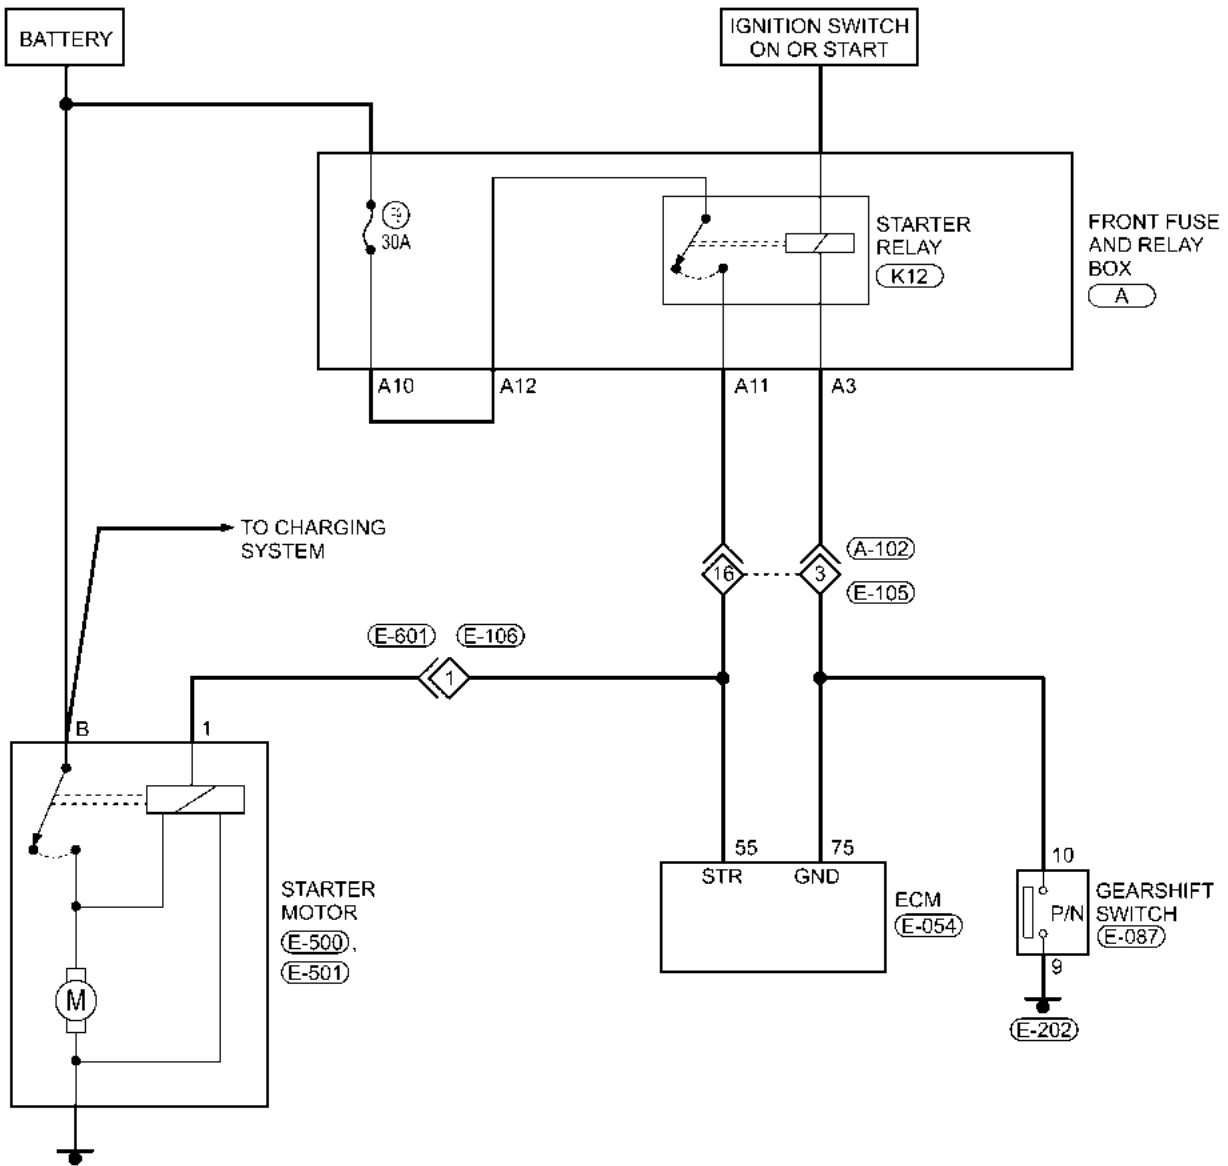 BATTERY
IGNITION SWITCH
ON OR START
30A
STARTER
RELAY
K12
FRONT FUSE
AND RELAY
BOX
A
A10
A12
A11
A3
TO CHARGING
SYSTEM
A-102
16
3
E-105
E-601
E-106
1
B
1
55
75
STR
GND
ECM
E-054
10
P/N
GEARSHIFT
SWITCH
E-087
9
E-202
STARTER
MOTOR
E-500,
E-501
M